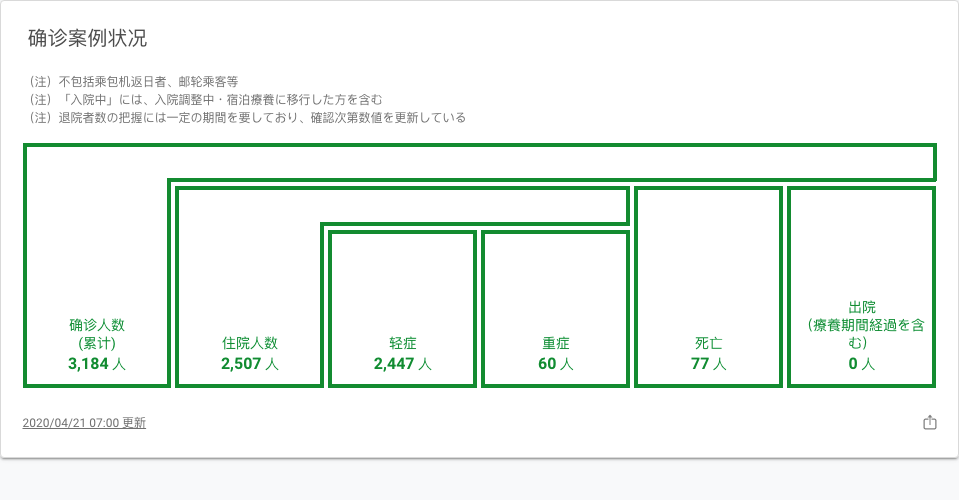 确诊案例状况
（注）不包括乘包机返日者、邮轮乘客等
（注）「入院中」には、入院調整中・宿泊療養に移行した方を含む
（注）退院者数の把握には一定の期間を要しており、確認次第数値を更新している
确诊人数
(累计)
3,184 人
住院人数
2,507 人
轻症
2,447 人
重症
60 人
死亡
77 人
出院
（療養期間経過を含
む）
0 人
2020/04/21 07:00 更新